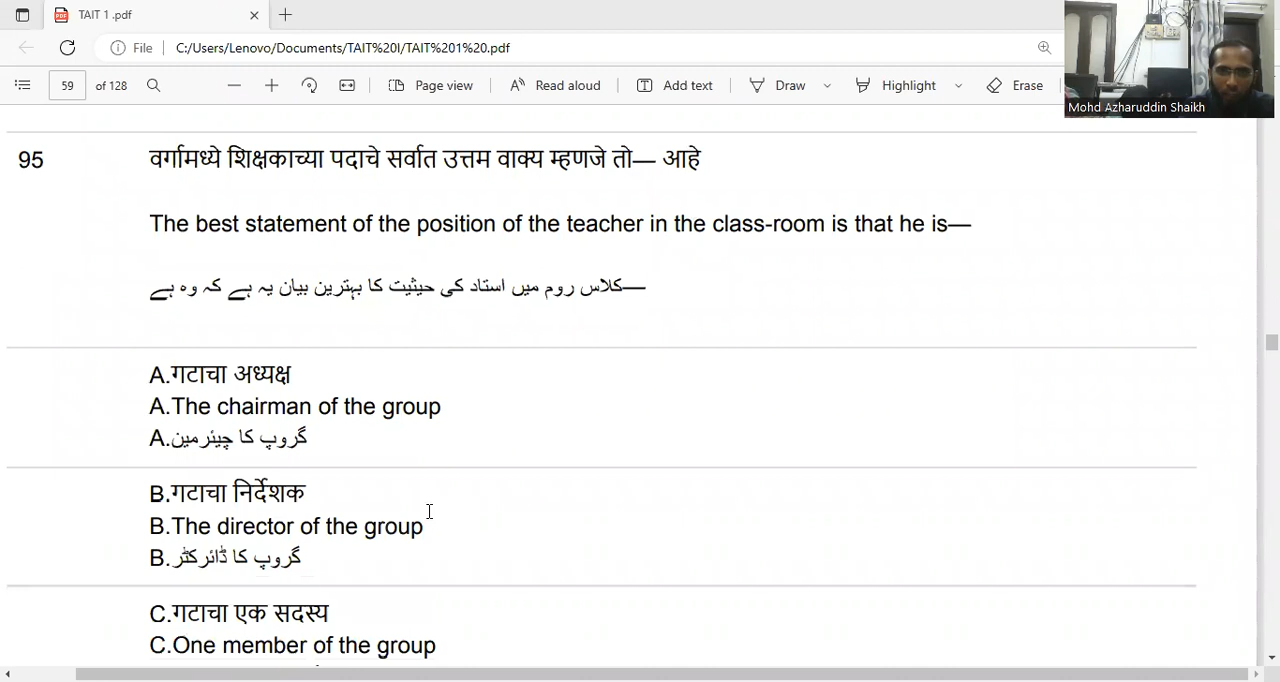 TAIT 1 .pdf
File
C:/Users/Lenovo/Documents/TAIT%20I/TAIT%201%20.pdf
59 of 128
Page view
Read aloud
Add text
Draw
Highlight
Erase
Mohd Azharuddin Shaikh
95 वर्गामध्ये शिक्षकाच्या पदाचे सर्वात उत्तम वाक्य म्हणजे तो— आहे
The best statement of the position of the teacher in the class-room is that he is—
کلاس روم میں استاد کی حیثیت کا بہترین بیان یہ ہے کہ وہ ہے—
A.गटाचा अध्यक्ष
A.The chairman of the group
A.گروپ کا چیئرمین
B.गटाचा निर्देशक
B.The director of the group
B.گروپ کا ڈائرکٹر
C.गटाचा एक सदस्य
C.One member of the group